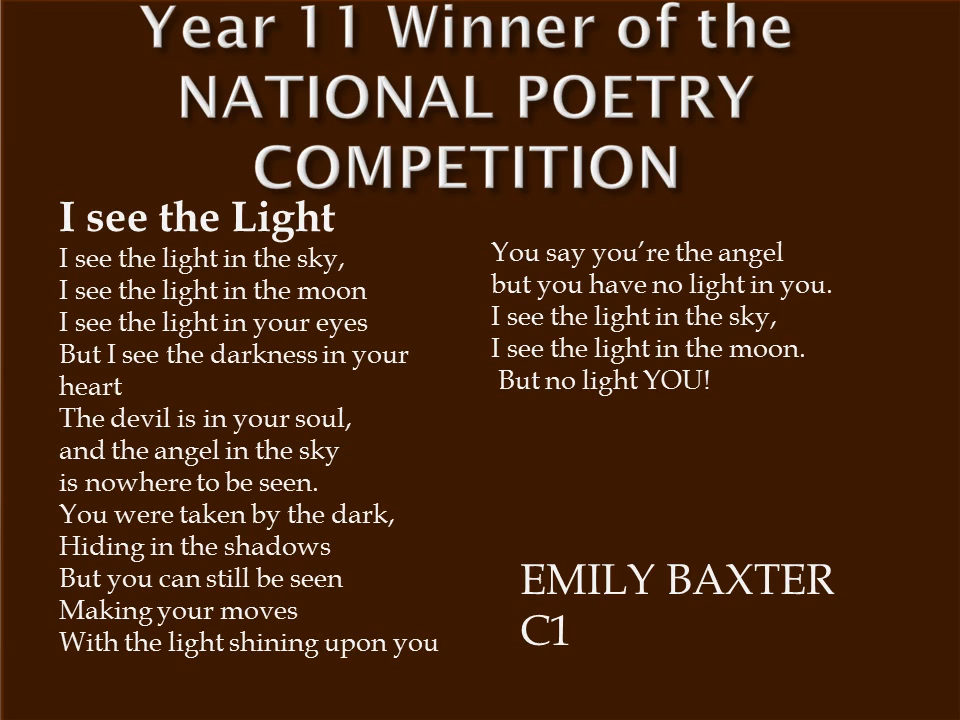 Year 11 Winner of the
NATIONAL POETRY
COMPETITION
I see the Light
I see the light in the sky,
I see the light in the moon
I see the light in your eyes
But I see the darkness in your
heart
The devil is in your soul,
and the angel in the sky
is nowhere to be seen.
You were taken by the dark,
Hiding in the shadows
But you can still be seen
Making your moves
With the light shining upon you
You say you’re the angel
but you have no light in you.
I see the light in the sky,
I see the light in the moon.
But no light YOU!
EMILY BAXTER
C1